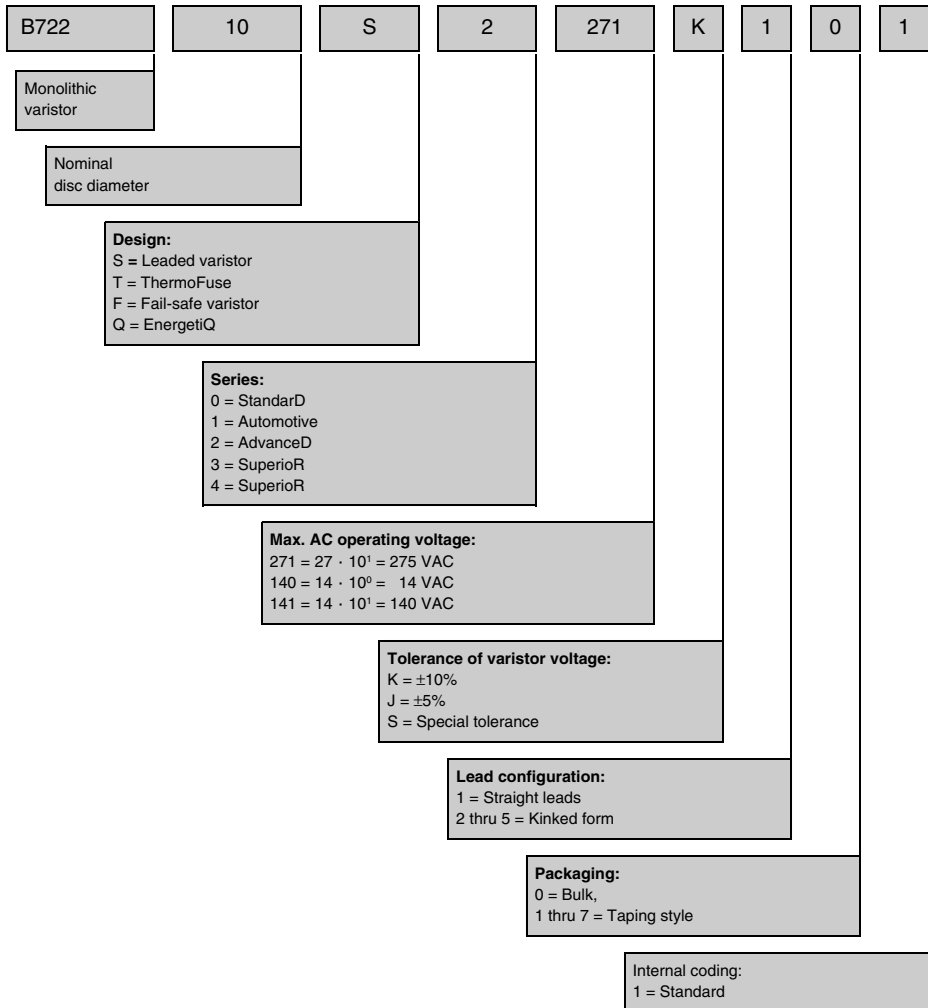 B722 10 S 2 271 K 1 0 1
Monolithic
varistor
Nominal
disc diameter
Design:
S = Leaded varistor
T = ThermoFuse
F = Fail-safe varistor
Q = EnergetiQ
Series:
0 = StandarD
1 = Automotive
2 = AdvanceD
3 = SuperioR
4 = SuperioR
Max. AC operating voltage:
271 = 27 · 10¹ = 275 VAC
140 = 14 · 10⁰ = 14 VAC
141 = 14 · 10¹ = 140 VAC
Tolerance of varistor voltage:
K = ±10%
J = ±5%
S = Special tolerance
Lead configuration:
1 = Straight leads
2 thru 5 = Kinked form
Packaging:
0 = Bulk,
1 thru 7 = Taping style
Internal coding:
1 = Standard